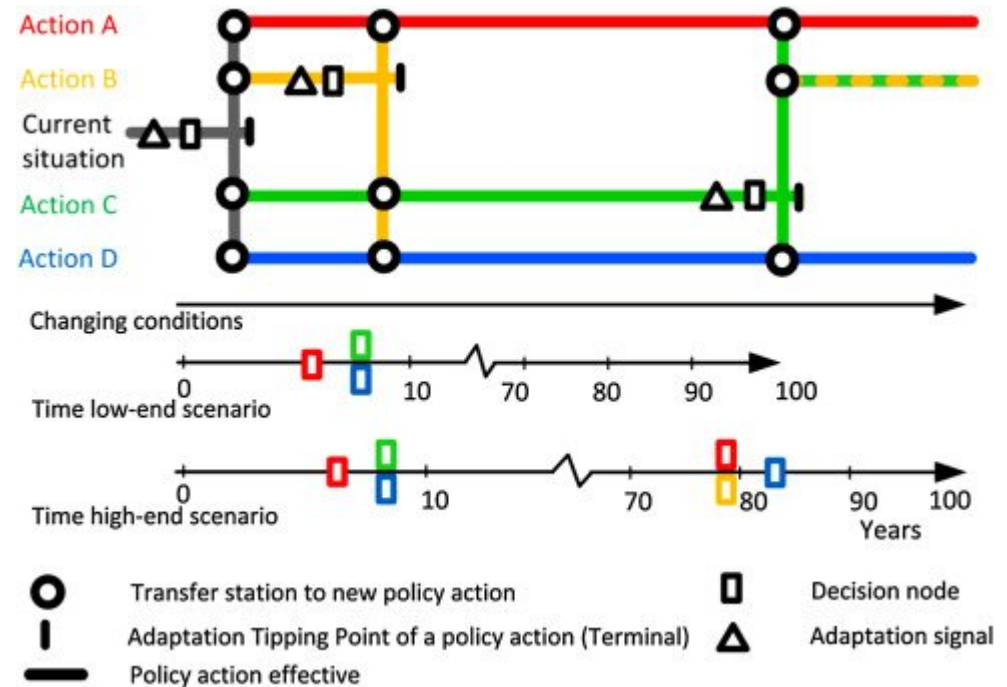 Action A
Action B
Current
situation
Action C
Action D
Changing conditions
0 10 70 80 90 100
Time low-end scenario
0 10 70 80 90 100
Time high-end scenario
Years
Transfer station to new policy action
Decision node
Adaptation Tipping Point of a policy action (Terminal)
Adaptation signal
Policy action effective